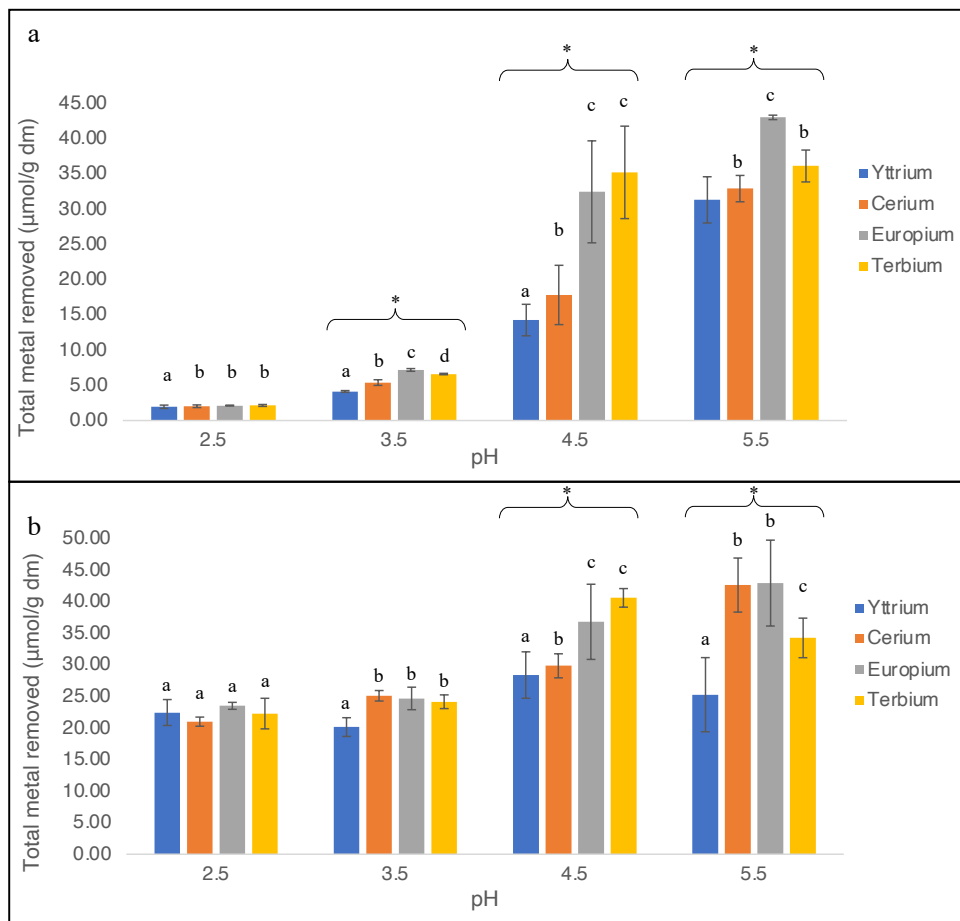 a
Total metal removed (µmol/g dm)
45.00
40.00
35.00
30.00
25.00
20.00
15.00
10.00
5.00
0.00
* * *
a b b b
a b c d
a b c c
b c b
2.5 3.5 4.5 5.5
pH
Yttrium
Cerium
Europium
Terbium
b
Total metal removed (µmol/g dm)
50.00
45.00
40.00
35.00
30.00
25.00
20.00
15.00
10.00
5.00
0.00
* *
a a a a
a b b b
a b c c
a b b c
2.5 3.5 4.5 5.5
pH
Yttrium
Cerium
Europium
Terbium